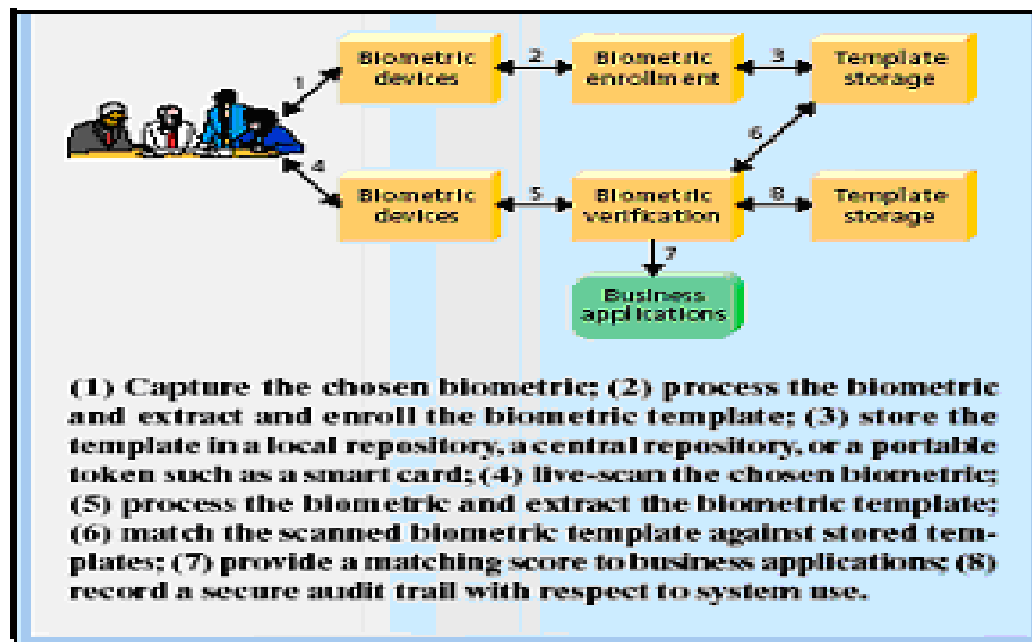 Biometric devices
2
Biometric enrollment
3
Template storage
1
6
4
Biometric devices
5
Biometric verification
8
Template storage
7
Business applications
(1) Capture the chosen biometric; (2) process the biometric
and extract and enroll the biometric template; (3) store the
template in a local repository, a central repository, or a portable
token such as a smart card; (4) live-scan the chosen biometric;
(5) process the biometric and extract the biometric template;
(6) match the scanned biometric template against stored tem-
plates; (7) provide a matching score to business applications; (8)
record a secure audit trail with respect to system use.